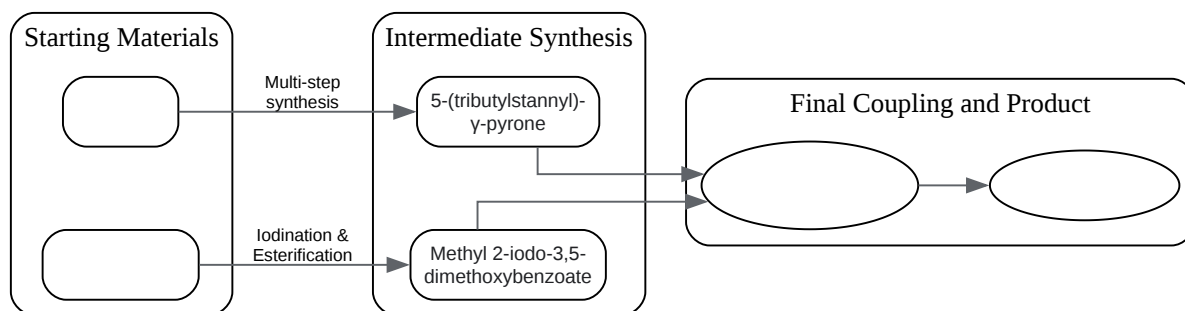 Starting Materials
Intermediate Synthesis
Multi-step
synthesis
5-(tributylstannyl)-
γ-pyrone
Final Coupling and Product
Iodination &
Esterification
Methyl 2-iodo-3,5-
dimethoxybenzoate